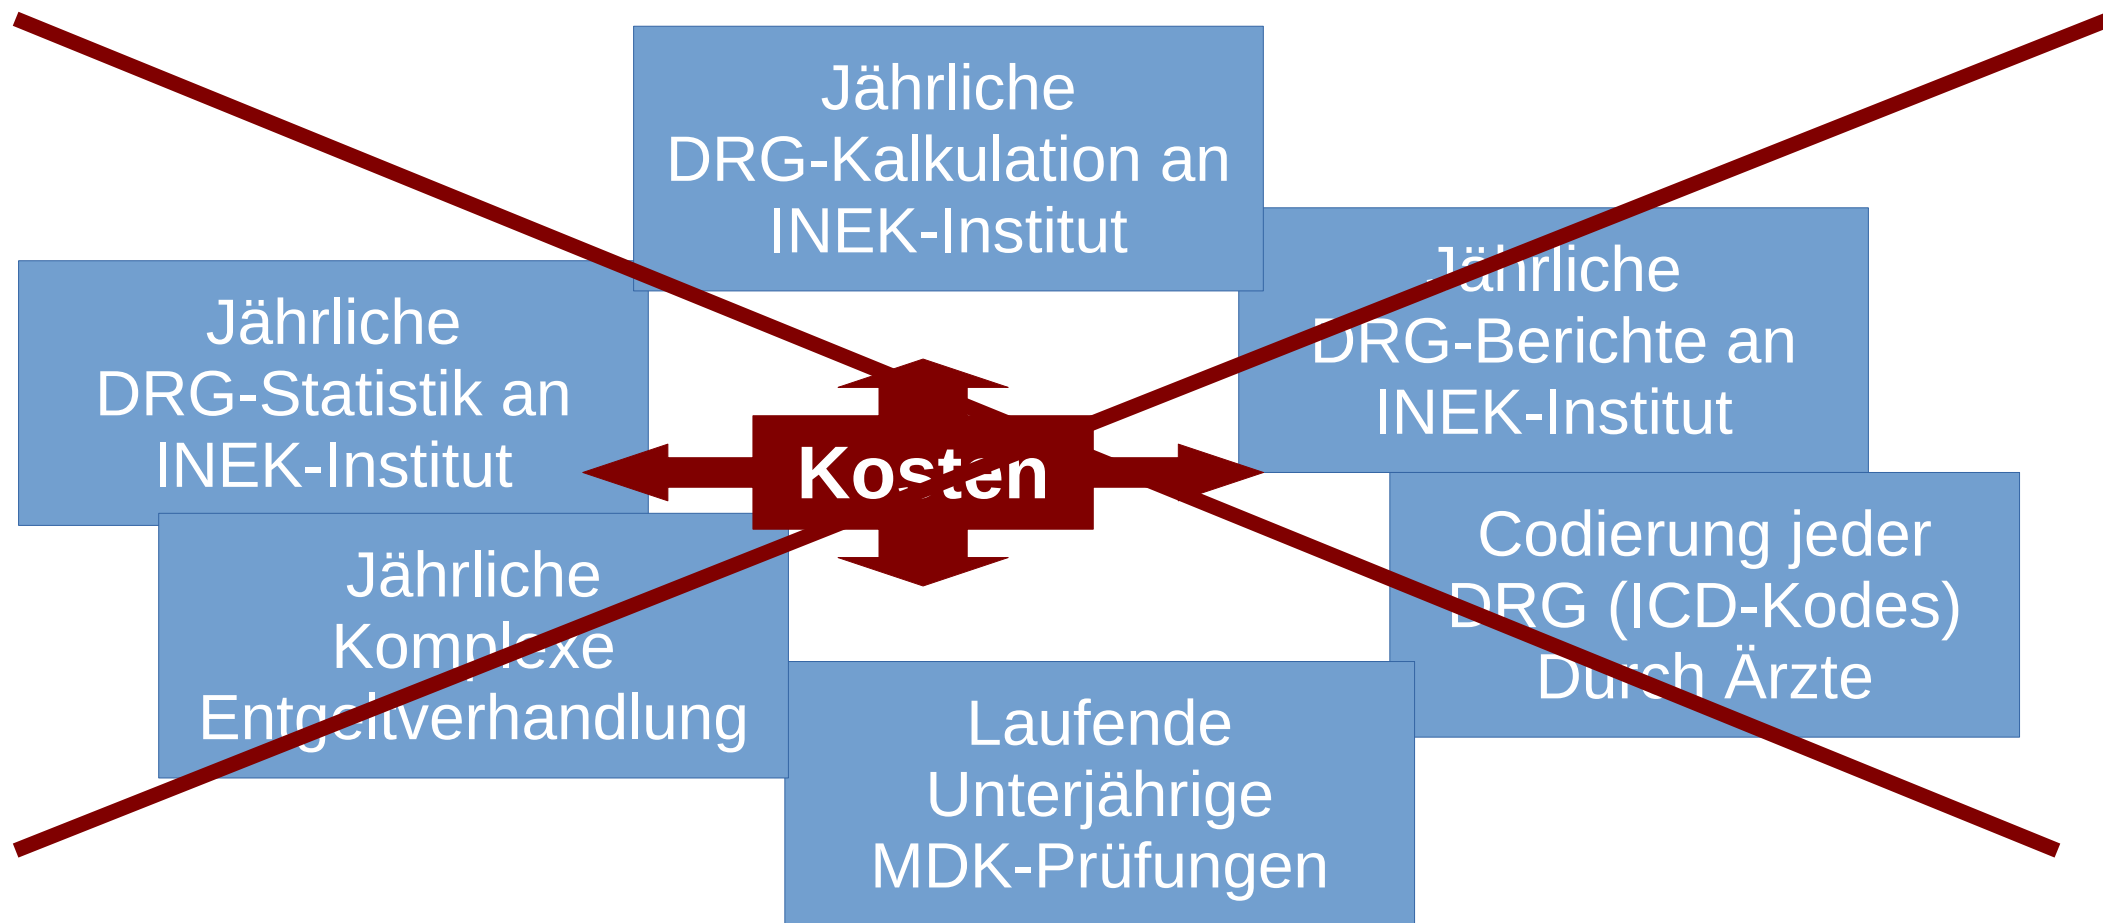 Jährliche
DRG-Kalkulation an
INEK-Institut
Jährliche
DRG-Statistik an
INEK-Institut
Jährliche
DRG-Berichte an
INEK-Institut
Kosten
Jährliche
Komplexe
Entgeltverhandlung
Codierung jeder
DRG (ICD-Kodes)
Durch Ärzte
Laufende
Unterjährige
MDK-Prüfungen